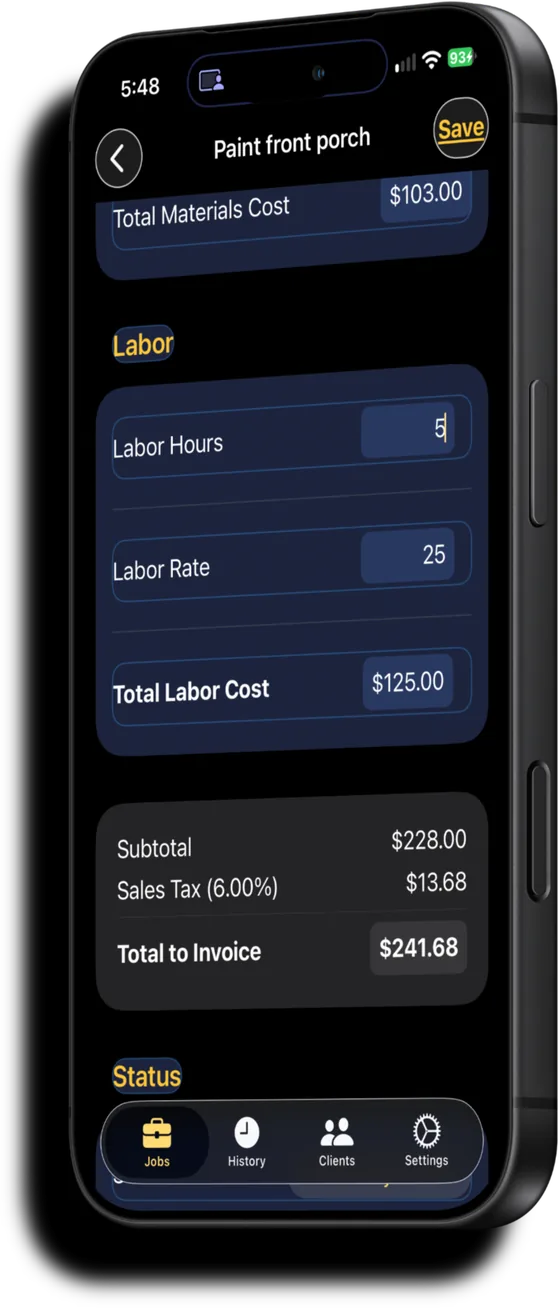 5:48
93
Paint front porch
Save
Total Materials Cost $103.00
Labor
Labor Hours 5
Labor Rate 25
Total Labor Cost $125.00
Subtotal $228.00
Sales Tax (6.00%) $13.68
Total to Invoice $241.68
Status
Jobs History Clients Settings